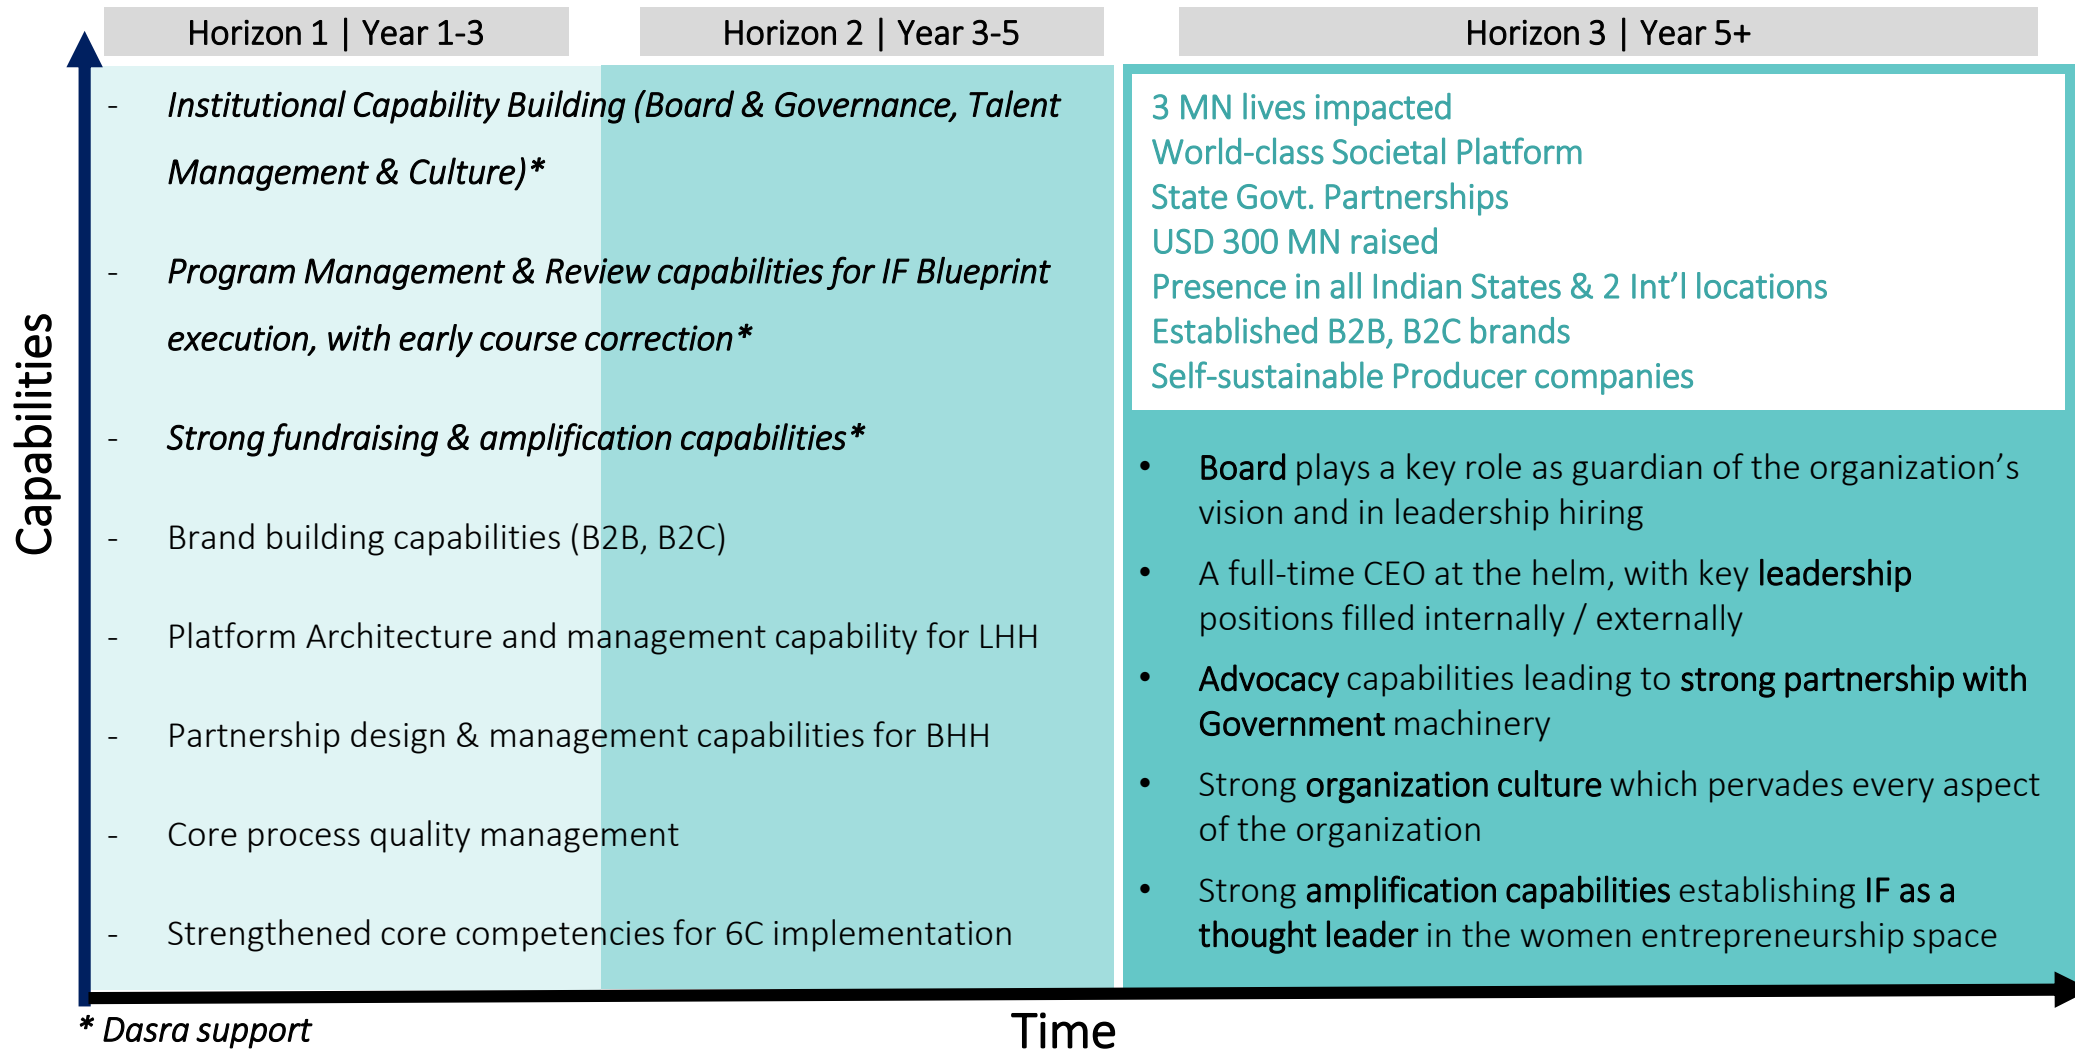 Horizon 1 | Year 1-3
Horizon 2 | Year 3-5
Horizon 3 | Year 5+
Capabilities
- Institutional Capability Building (Board & Governance, Talent
Management & Culture)*
- Program Management & Review capabilities for IF Blueprint
execution, with early course correction*
- Strong fundraising & amplification capabilities*
- Brand building capabilities (B2B, B2C)
- Platform Architecture and management capability for LHH
- Partnership design & management capabilities for BHH
- Core process quality management
- Strengthened core competencies for 6C implementation
3 MN lives impacted
World-class Societal Platform
State Govt. Partnerships
USD 300 MN raised
Presence in all Indian States & 2 Int’l locations
Established B2B, B2C brands
Self-sustainable Producer companies
• Board plays a key role as guardian of the organization’s
vision and in leadership hiring
• A full-time CEO at the helm, with key leadership
positions filled internally / externally
• Advocacy capabilities leading to strong partnership with
Government machinery
• Strong organization culture which pervades every aspect
of the organization
• Strong amplification capabilities establishing IF as a
thought leader in the women entrepreneurship space
* Dasra support
Time